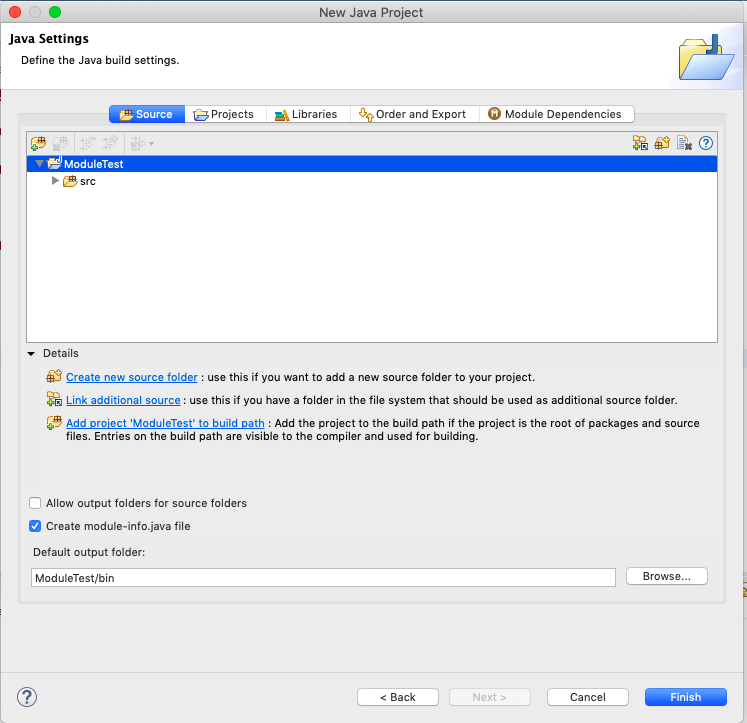 New Java Project
Java Settings
Define the Java build settings.
Source
Projects
Libraries
Order and Export
Module Dependencies
ModuleTest
src
Details
Create new source folder : use this if you want to add a new source folder to your project.
Link additional source : use this if you have a folder in the file system that should be used as additional source folder.
Add project 'ModuleTest' to build path : Add the project to the build path if the project is the root of packages and source
files. Entries on the build path are visible to the compiler and used for building.
Allow output folders for source folders
Create module-info.java file
Default output folder:
ModuleTest/bin
Browse...
?
< Back
Next >
Cancel
Finish